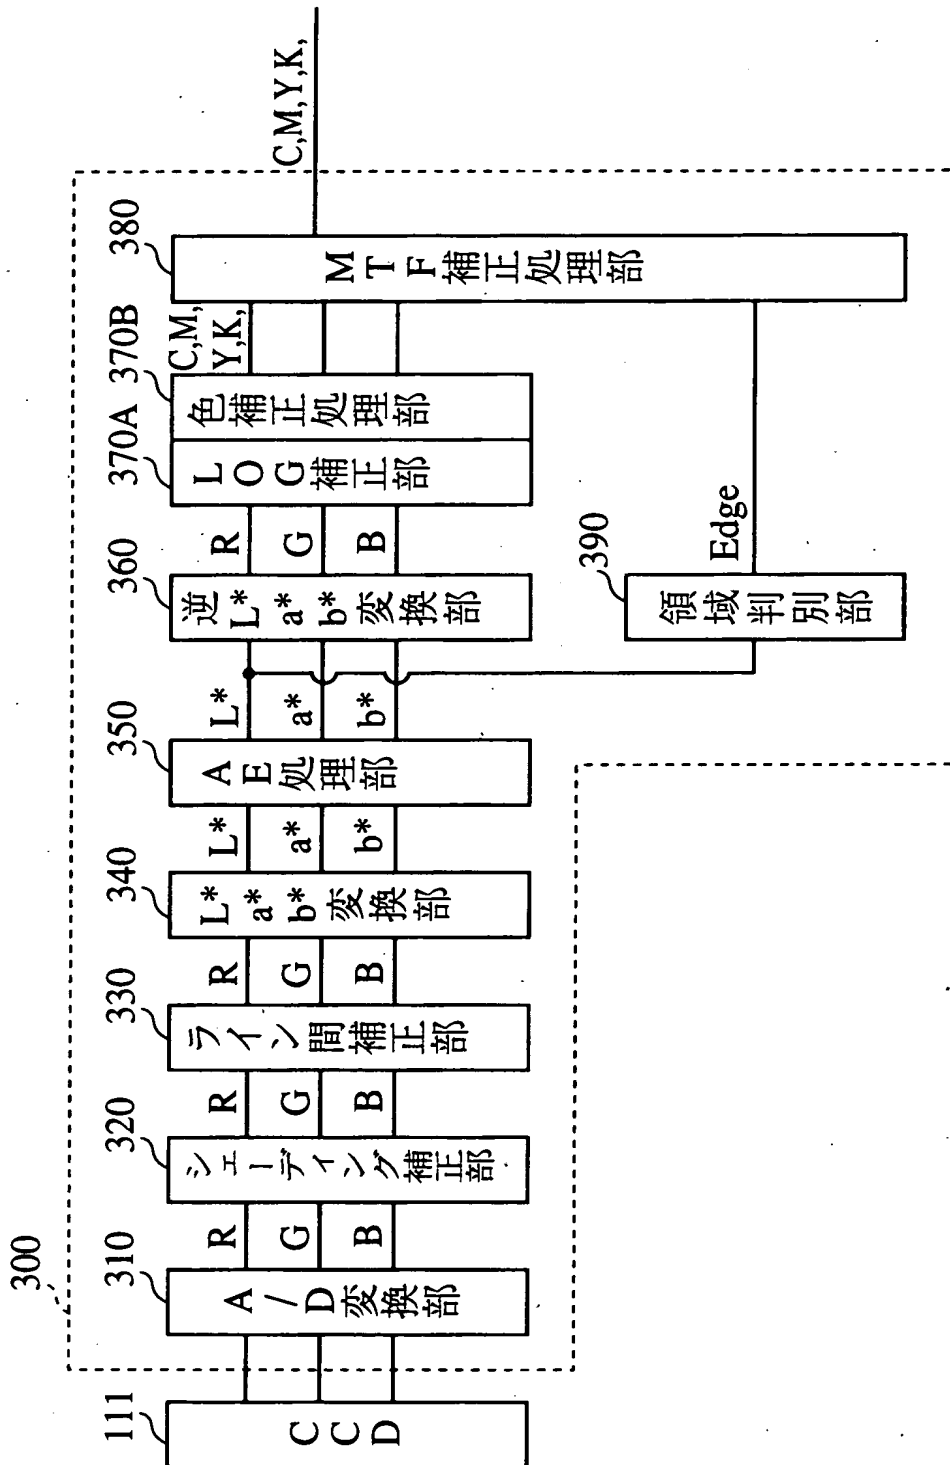 300
111
CCD
310
A/D変換部
R
G
B
320
シェーディング補正部
R
G
B
330
ライン間補正部
R
G
B
340
L*a*b*変換部
L*
a*
b*
350
AE処理部
L*
a*
b*
360
逆L*a*b*変換部
R
G
B
370A
LOG補正部
370B
色補正処理部
C,M,
Y,K,
380
MTF補正処理部
C,M,Y,K,
390
領域判別部
Edge